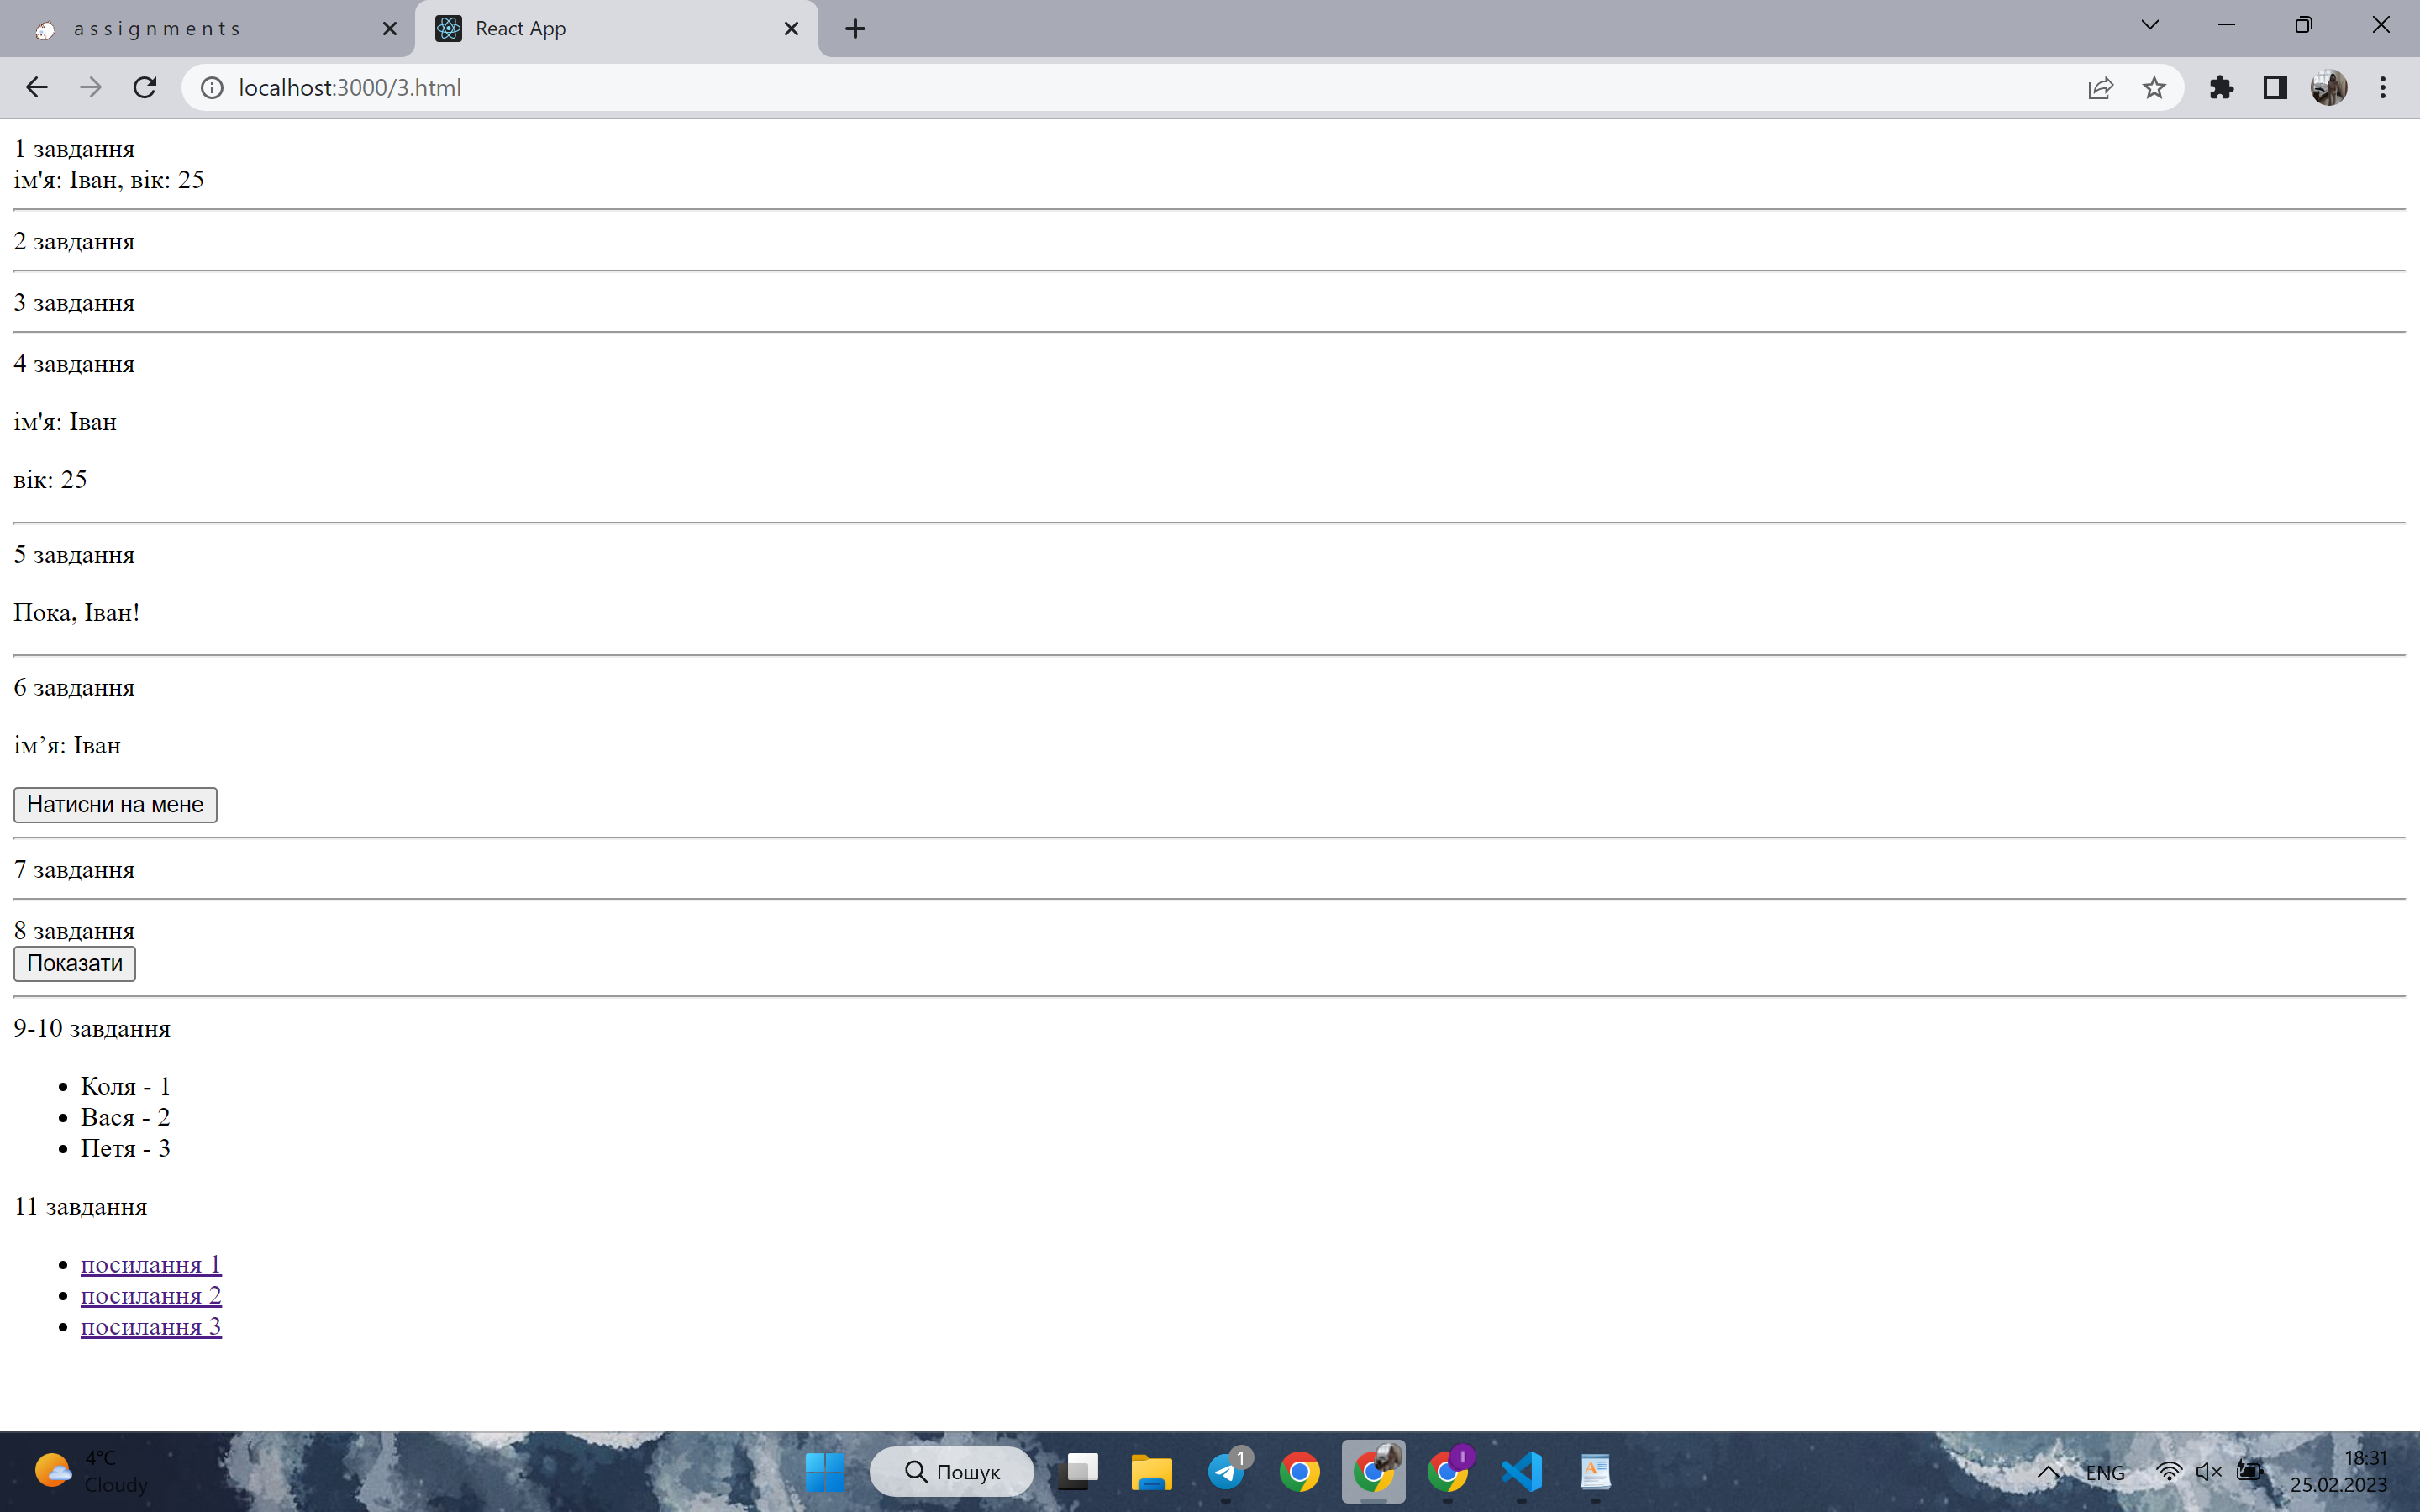 a s s i g n m e n t s
React App
localhost:3000/3.html
1 завдання
ім'я: Іван, вік: 25
2 завдання
3 завдання
4 завдання
ім'я: Іван
вік: 25
5 завдання
Пока, Іван!
6 завдання
ім’я: Іван
Натисни на мене
7 завдання
8 завдання
Показати
9-10 завдання
Коля - 1
Вася - 2
Петя - 3
11 завдання
посилання 1
посилання 2
посилання 3
4°C
Cloudy
Пошук
1
I
ENG
18:31
25.02.2023